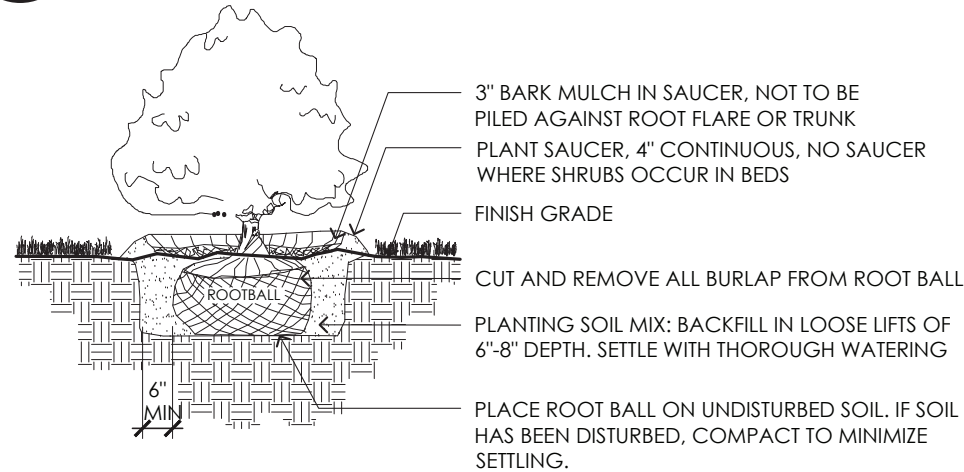 3" BARK MULCH IN SAUCER, NOT TO BE
PILED AGAINST ROOT FLARE OR TRUNK
PLANT SAUCER, 4" CONTINUOUS, NO SAUCER
WHERE SHRUBS OCCUR IN BEDS
FINISH GRADE
CUT AND REMOVE ALL BURLAP FROM ROOT BALL
ROOTBALL
PLANTING SOIL MIX: BACKFILL IN LOOSE LIFTS OF
6"-8" DEPTH. SETTLE WITH THOROUGH WATERING
6"
MIN
PLACE ROOT BALL ON UNDISTURBED SOIL. IF SOIL
HAS BEEN DISTURBED, COMPACT TO MINIMIZE
SETTLING.